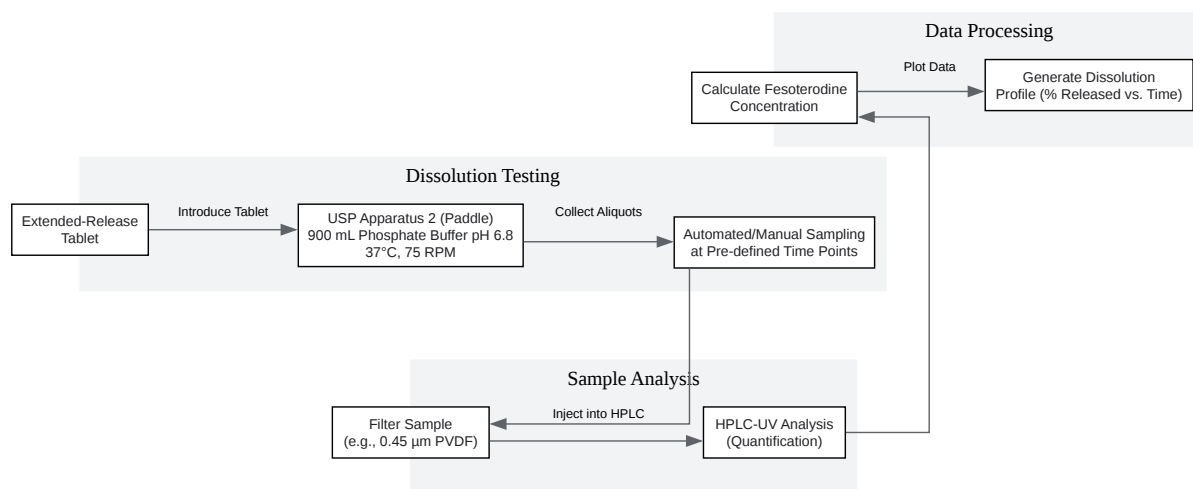 Data Processing
Plot Data
Calculate Fesoterodine
Concentration
Generate Dissolution
Profile (% Released vs. Time)
Dissolution Testing
Extended-Release
Tablet
Introduce Tablet
USP Apparatus 2 (Paddle)
900 mL Phosphate Buffer pH 6.8
37°C, 75 RPM
Collect Aliquots
Automated/Manual Sampling
at Pre-defined Time Points
Sample Analysis
Filter Sample
(e.g., 0.45 µm PVDF)
Inject into HPLC
HPLC-UV Analysis
(Quantification)